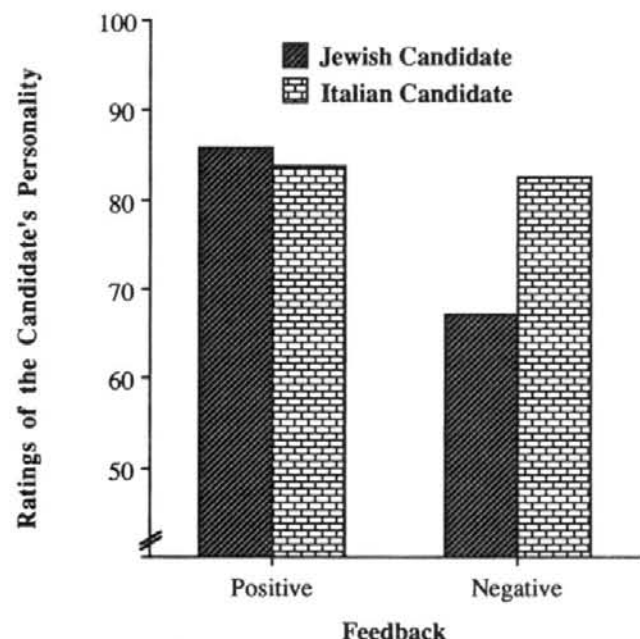 100
90
80
70
60
50
Ratings of the Candidate's Personality
Jewish Candidate
Italian Candidate
Positive
Negative
Feedback